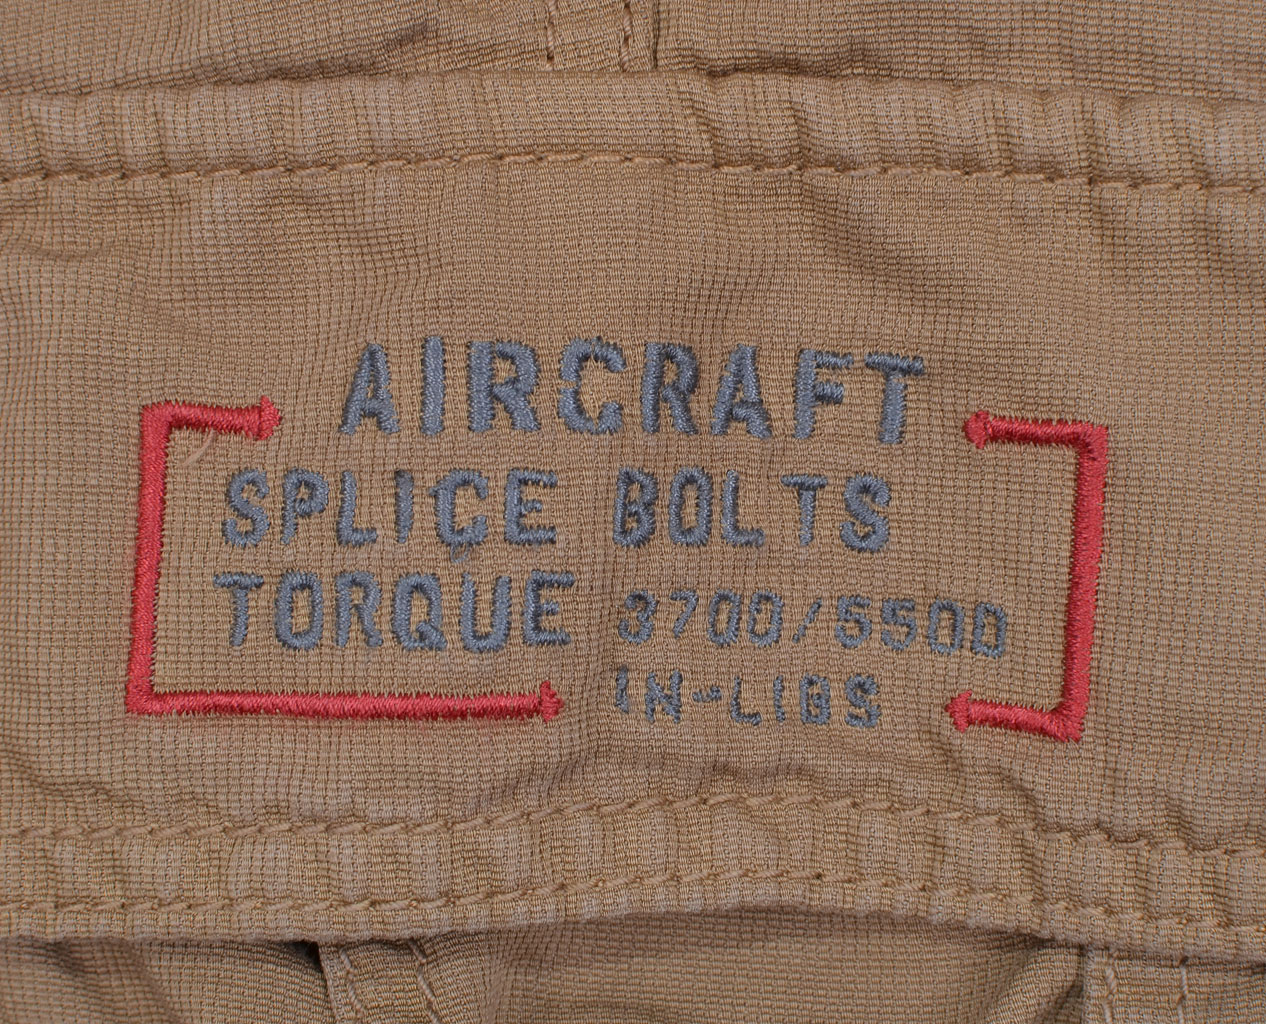 AIRCRAFT
SPLICE BOLTS
TORQUE 3700/5500
IN-LIBS